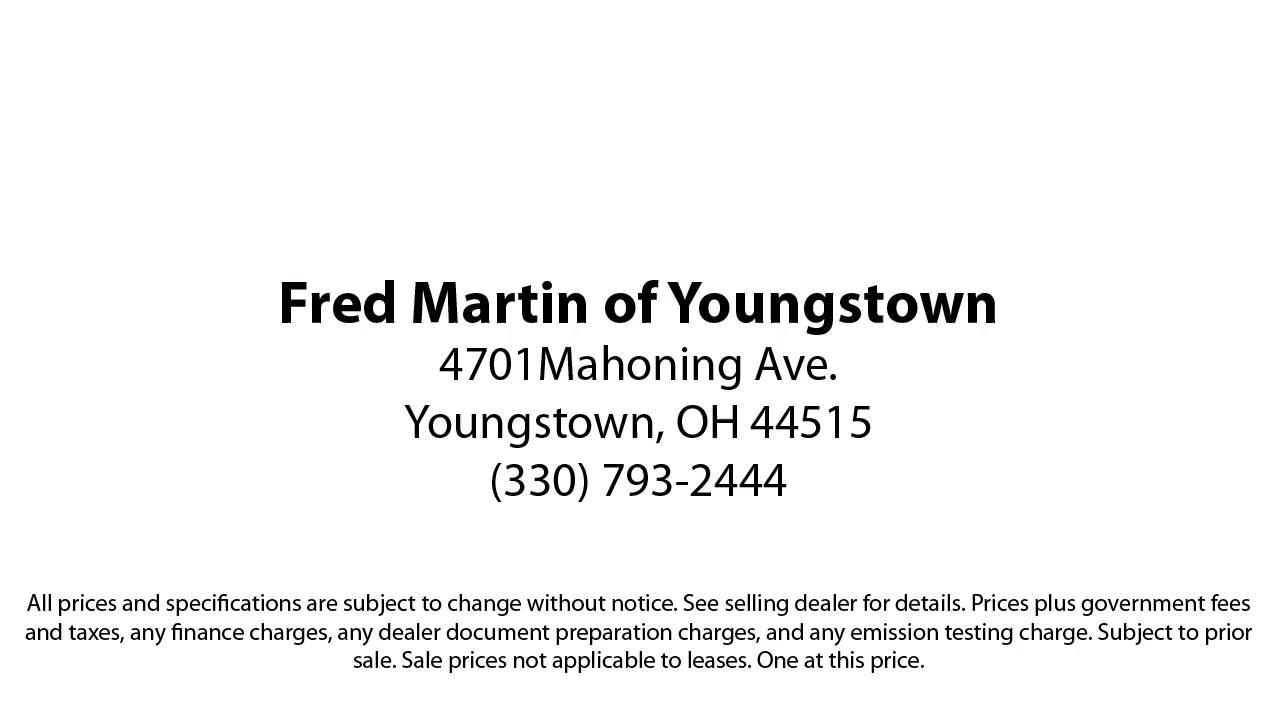 Fred Martin of Youngstown
4701Mahoning Ave.
Youngstown, OH 44515
(330) 793-2444
All prices and specifications are subject to change without notice. See selling dealer for details. Prices plus government fees
and taxes, any finance charges, any dealer document preparation charges, and any emission testing charge. Subject to prior
sale. Sale prices not applicable to leases. One at this price.